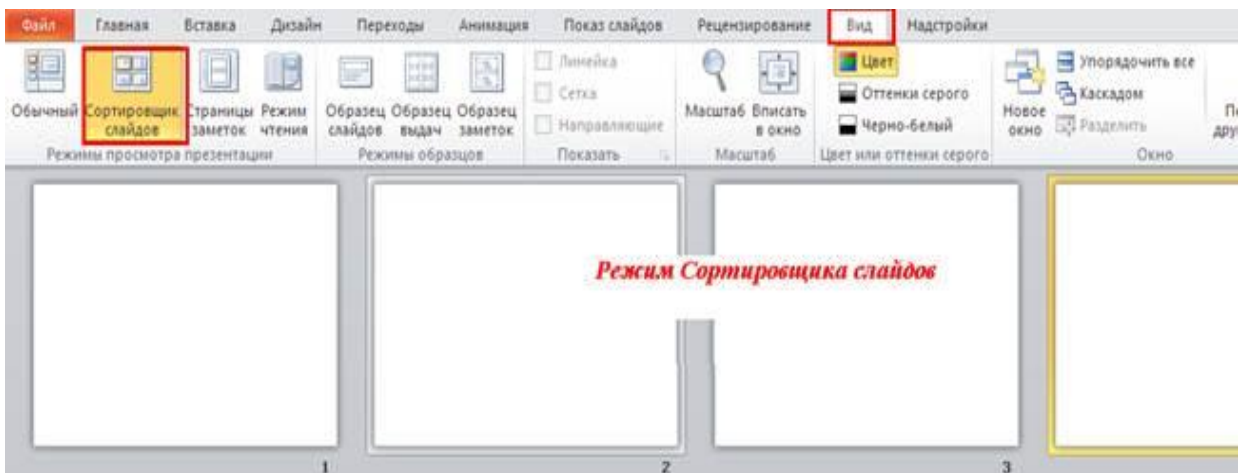 Файл Главная Вставка Дизайн Переходы Анимация Показ слайдов Рецензирование Вид Надстройки
Обычный Сортировщик слайдов Страницы заметок Режим чтения
Режимы просмотра презентации
Образец слайдов Образец выдач Образец заметок
Режимы образцов
Линейка
Сетка
Направляющие
Показать
Масштаб Вписать в окно
Масштаб
Цвет
Оттенки серого
Черно-белый
Цвет или оттенки серого
Новое окно
Упорядочить все
Каскадом
Разделить
Окно
Режим Сортировщика слайдов
1 2 3